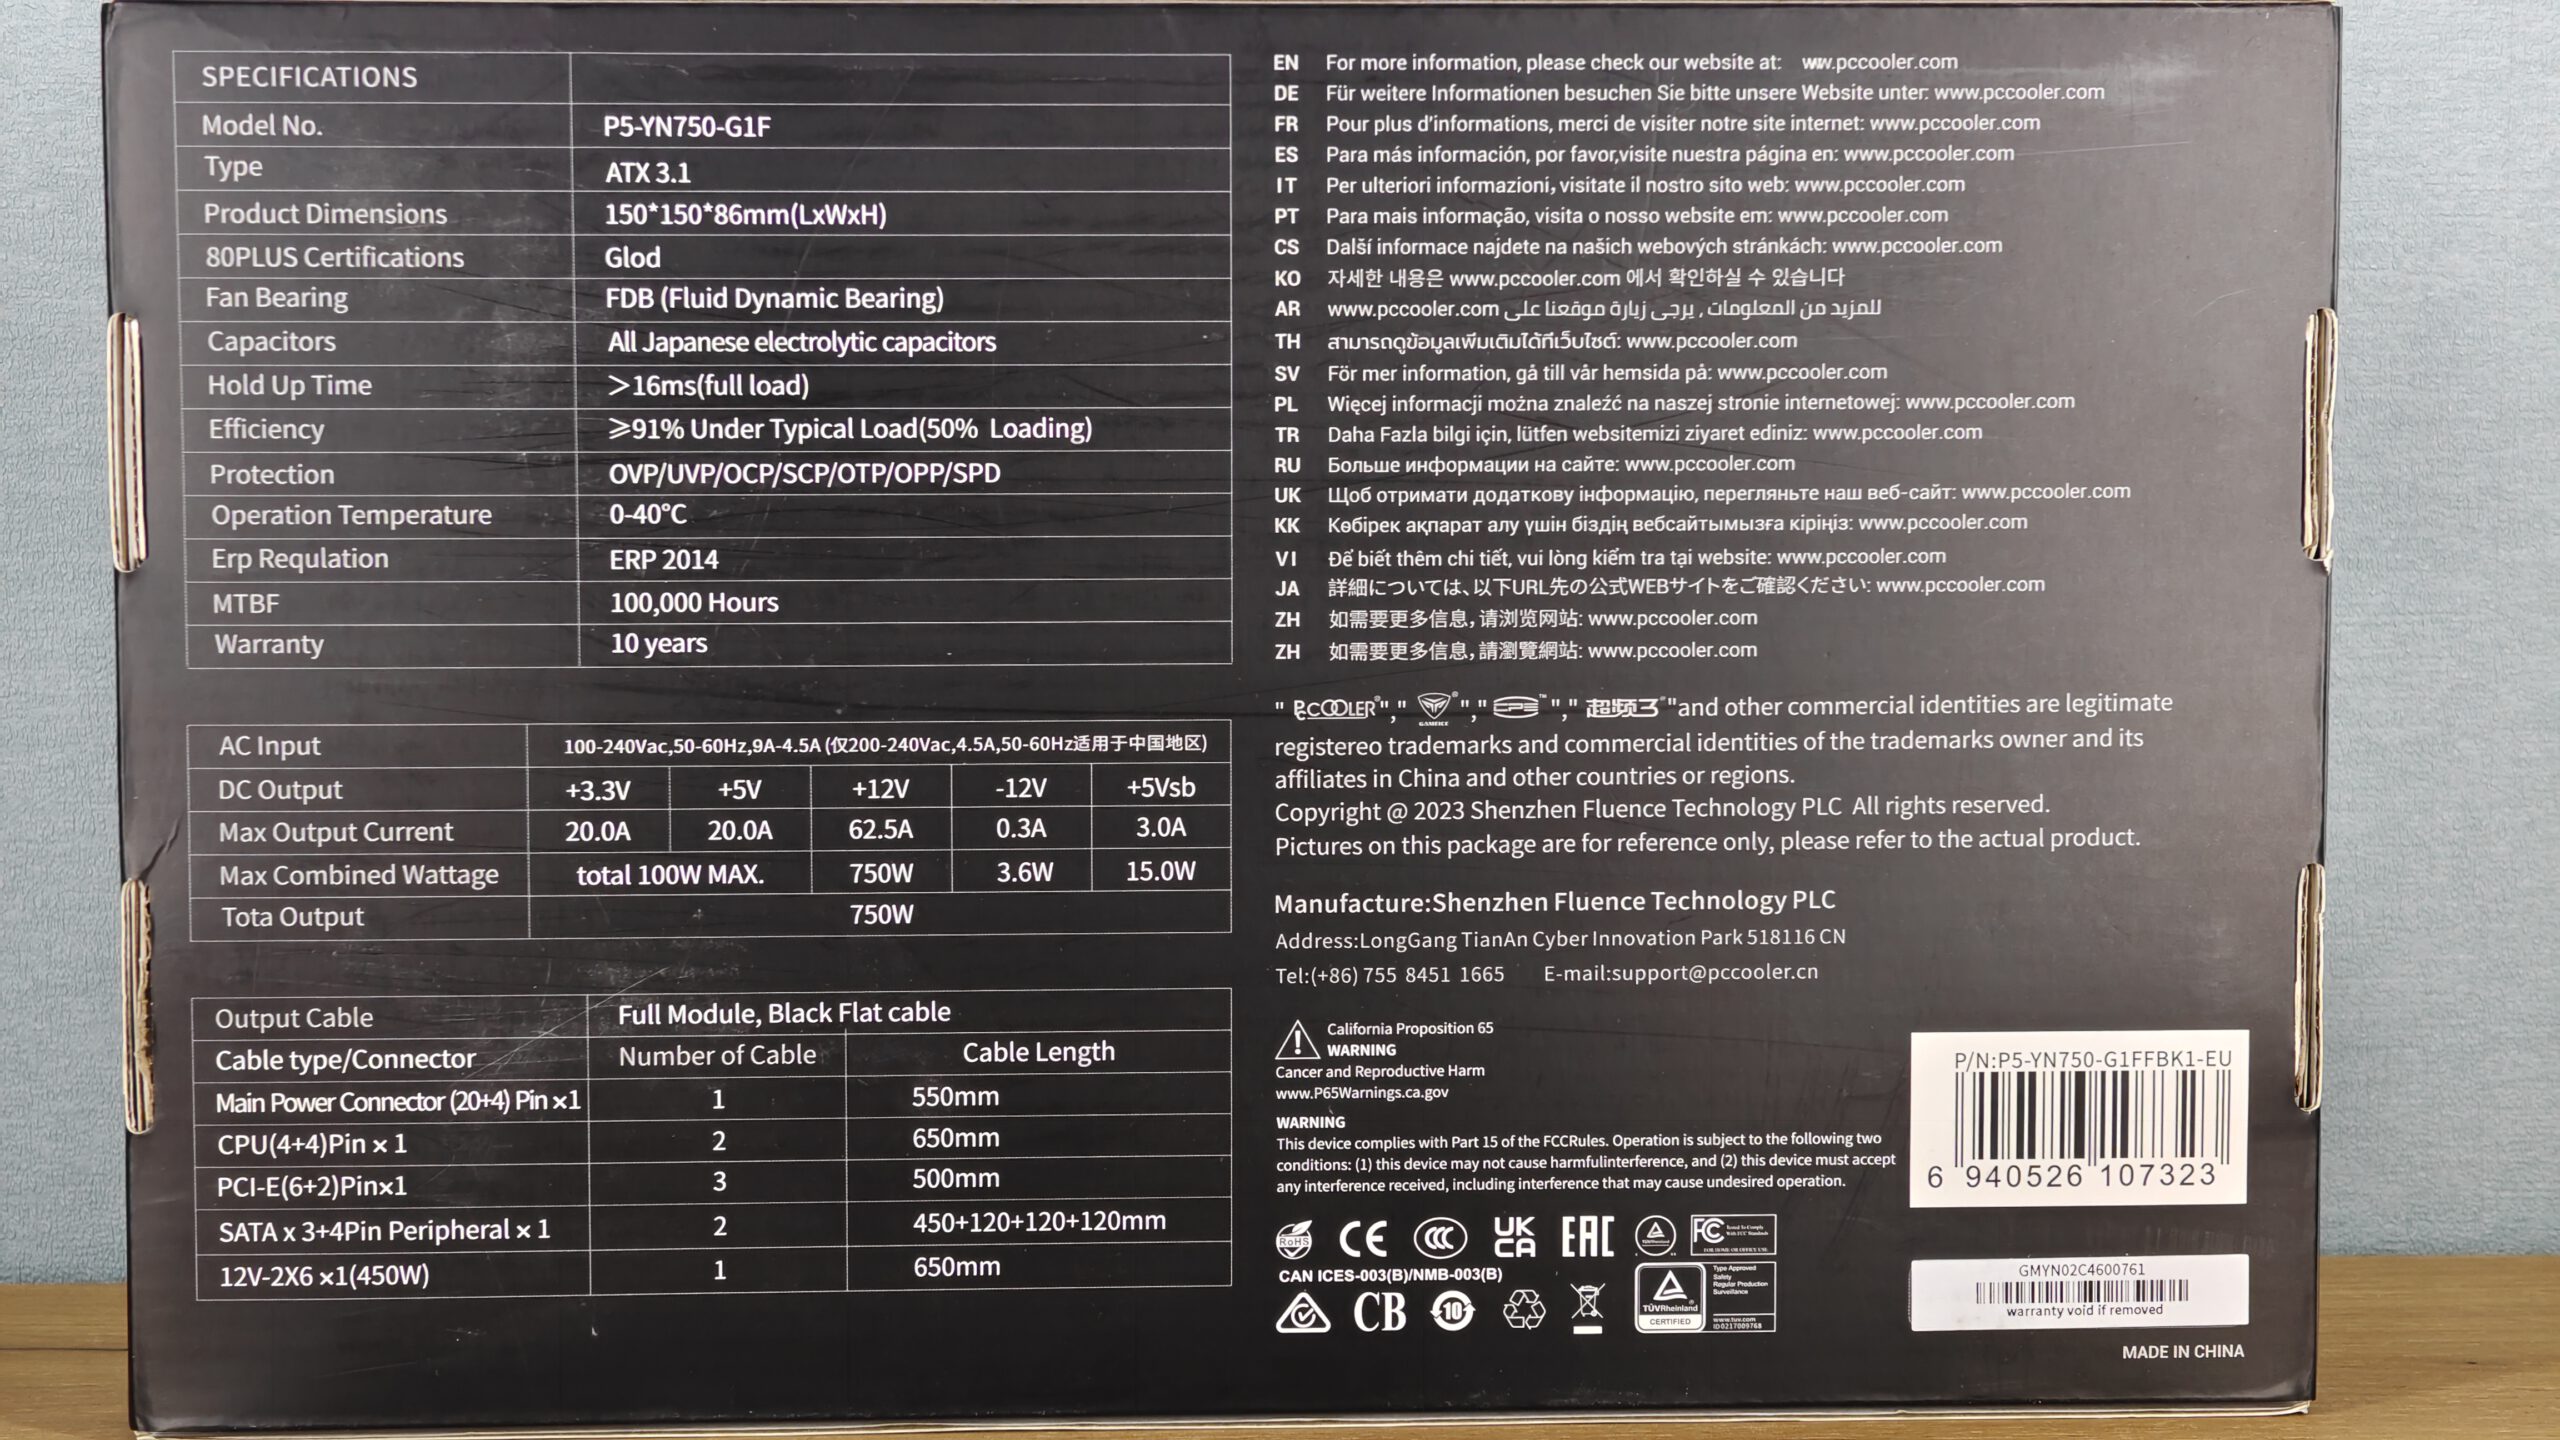 SPECIFICATIONS
Model No. P5-YN750-G1F
Type ATX 3.1
Product Dimensions 150*150*86mm(LxWxH)
80PLUS Certifications Glod
Fan Bearing FDB (Fluid Dynamic Bearing)
Capacitors All Japanese electrolytic capacitors
Hold Up Time >16ms(full load)
Efficiency ⩾91% Under Typical Load(50% Loading)
Protection OVP/UVP/OCP/SCP/OTP/OPP/SPD
Operation Temperature 0-40°C
Erp Requlation ERP 2014
MTBF 100,000 Hours
Warranty 10 years
AC Input 100-240Vac,50-60Hz,9A-4.5A (仅200-240Vac,4.5A,50-60Hz适用于中国地区)
DC Output +3.3V +5V +12V -12V +5Vsb
Max Output Current 20.0A 20.0A 62.5A 0.3A 3.0A
Max Combined Wattage total 100W MAX. 750W 3.6W 15.0W
Tota Output 750W
Output Cable Full Module, Black Flat cable
Cable type/Connector Number of Cable Cable Length
Main Power Connector (20+4) Pin ×1 1 550mm
CPU(4+4)Pin × 1 2 650mm
PCI-E(6+2)Pin×1 3 500mm
SATA x 3+4Pin Peripheral × 1 2 450+120+120+120mm
12V-2X6 ×1(450W) 1 650mm
EN For more information, please check our website at: ww.pccooler.com
DE Für weitere Informationen besuchen Sie bitte unsere Website unter: www.pccooler.com
FR Pour plus d'informations, merci de visiter notre site internet: www.pccooler.com
ES Para más información, por favor,visite nuestra página en: www.pccooler.com
IT Per ulteriori informazioni, visitate il nostro sito web: www.pccooler.com
PT Para mais informação, visita o nosso website em: www.pccooler.com
CS Další informace najdete na našich webových stránkách: www.pccooler.com
KO 자세한 내용은 www.pccooler.com 에서 확인하실 수 있습니다
AR للمزيد من المعلومات ، يرجى زيارة موقعنا على www.pccooler.com
TH สามารถดูข้อมูลเพิ่มเติมได้ที่เว็บไซต์: www.pccooler.com
SV För mer information, gå till vår hemsida på: www.pccooler.com
PL Więcej informacji można znaleźć na naszej stronie internetowej: www.pccooler.com
TR Daha Fazla bilgi için, lütfen websitemizi ziyaret ediniz: www.pccooler.com
RU Больше информации на сайте: www.pccooler.com
UK Щоб отримати додаткову інформацію, перегляньте наш веб-сайт: www.pccooler.com
KK Көбірек ақпарат алу үшін біздің вебсайтымызға кіріңіз: www.pccooler.com
VI Để biết thêm chi tiết, vui lòng kiểm tra tại website: www.pccooler.com
JA 詳細については、以下URL先の公式WEBサイトをご確認ください: www.pccooler.com
ZH 如需要更多信息，请浏览网站: www.pccooler.com
ZH 如需要更多信息，請瀏覽網站: www.pccooler.com
" PCCOOLER®"," GAMEICE ®"," CPS™"," 超频3®"and other commercial identities are legitimate
registereo trademarks and commercial identities of the trademarks owner and its
affiliates in China and other countries or regions.
Copyright @ 2023 Shenzhen Fluence Technology PLC All rights reserved.
Pictures on this package are for reference only, please refer to the actual product.
Manufacture:Shenzhen Fluence Technology PLC
Address:LongGang TianAn Cyber Innovation Park 518116 CN
Tel:(+86) 755 8451 1665 E-mail:support@pccooler.cn
California Proposition 65
WARNING
Cancer and Reproductive Harm
www.P65Warnings.ca.gov
WARNING
This device complies with Part 15 of the FCCRules. Operation is subject to the following two
conditions: (1) this device may not cause harmfulinterference, and (2) this device must accept
any interference received, including interference that may cause undesired operation.
RoHS CE CCC UK CA EAC FC Tested To Comply With FCC Standards FOR HOME OR OFFICE USE
CAN ICES-003(B)/NMB-003(B)
CB 10
TÜVRheinland CERTIFIED
Type Approved
Safety
Regular Production
Surveillance
www.tuv.com
ID 0217009768
P/N:P5-YN750-G1FFBK1-EU
6 940526 107323
GMYN02C4600761
warranty void if removed
MADE IN CHINA